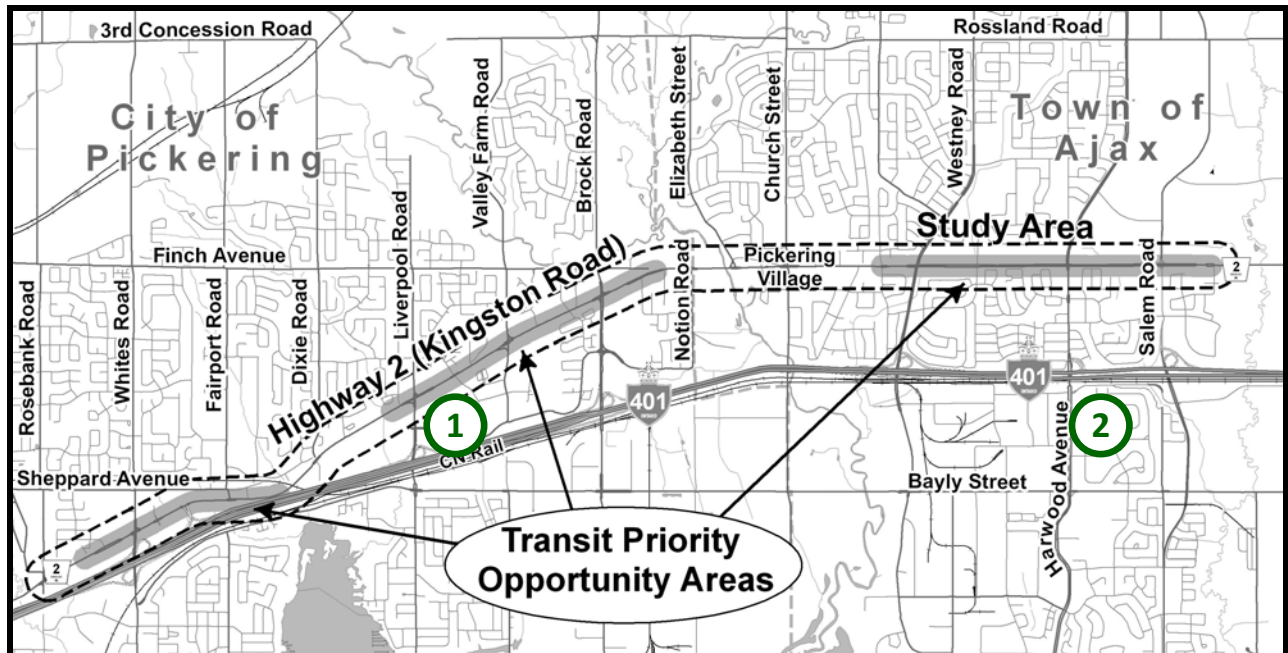 3rd Concession Road
Rossland Road
City of
Pickering
Town of
Ajax
Valley Farm Road
Brock Road
Elizabeth Street
Church Street
Westney Road
Liverpool Road
Study Area
Finch Avenue
Pickering
Village
2
Highway 2 (Kingston Road)
Rosebank Road
Whites Road
Fairport Road
Dixie Road
Notion Road
Salem Road
401
401
1
2
CN Rail
Sheppard Avenue
Bayly Street
Harwood Avenue
2
Transit Priority
Opportunity Areas